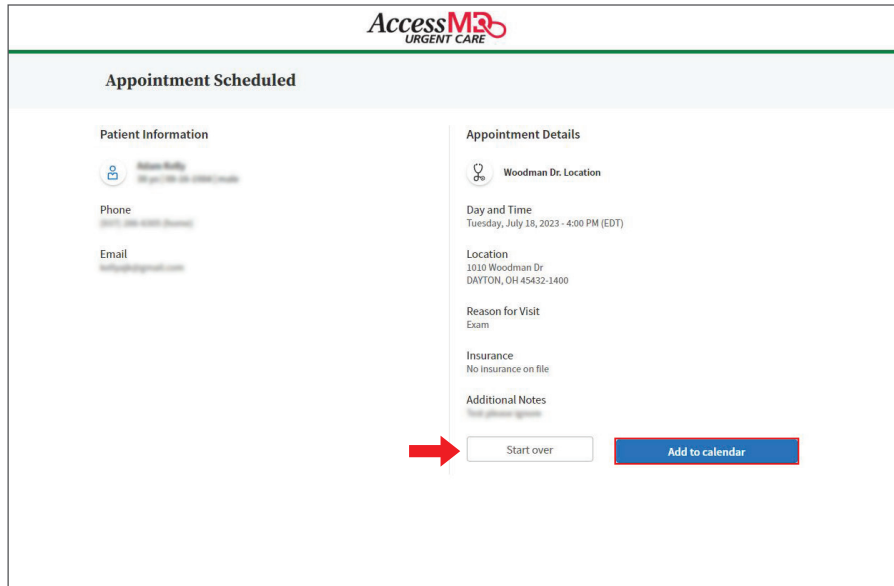 AccessMD
URGENT CARE
Appointment Scheduled
Patient Information
Phone
Email
Appointment Details
Woodman Dr. Location
Day and Time
Tuesday, July 18, 2023 - 4:00 PM (EDT)
Location
1010 Woodman Dr
DAYTON, OH 45432-1400
Reason for Visit
Exam
Insurance
No insurance on file
Additional Notes
Start over
Add to calendar